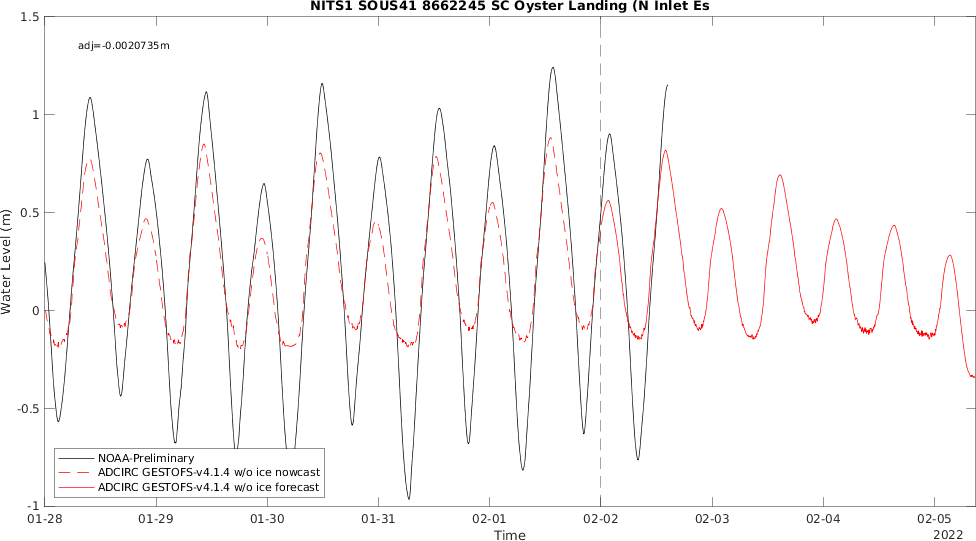 NITS1 SOUS41 8662245 SC Oyster Landing (N Inlet Es
adj=-0.0020735m
Water Level (m)
1.5
1
0.5
0
-0.5
-1
NOAA-Preliminary
ADCIRC GESTOFS-v4.1.4 w/o ice nowcast
ADCIRC GESTOFS-v4.1.4 w/o ice forecast
01-28 01-29 01-30 01-31 02-01 02-02 02-03 02-04 02-05
Time
2022